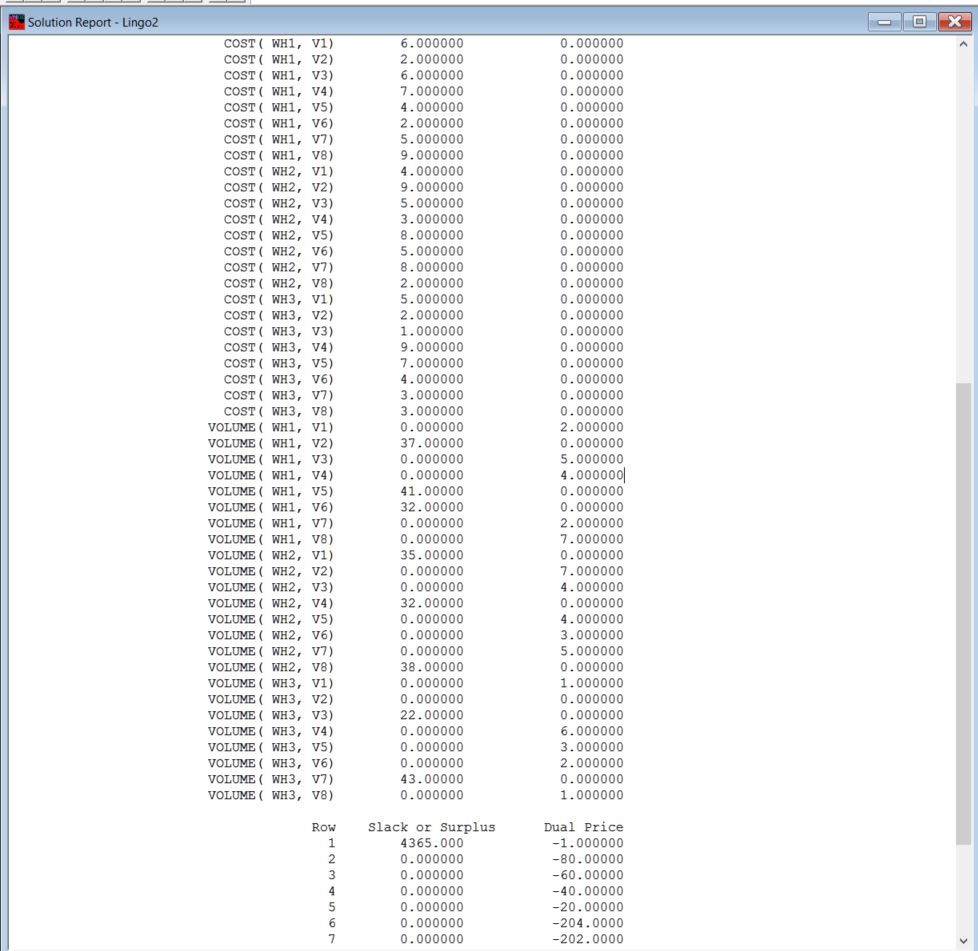 Solution Report - Lingo2
COST( WH1, V1) 6.000000 0.000000
COST( WH1, V2) 2.000000 0.000000
COST( WH1, V3) 6.000000 0.000000
COST( WH1, V4) 7.000000 0.000000
COST( WH1, V5) 4.000000 0.000000
COST( WH1, V6) 2.000000 0.000000
COST( WH1, V7) 5.000000 0.000000
COST( WH1, V8) 9.000000 0.000000
COST( WH2, V1) 4.000000 0.000000
COST( WH2, V2) 9.000000 0.000000
COST( WH2, V3) 5.000000 0.000000
COST( WH2, V4) 3.000000 0.000000
COST( WH2, V5) 8.000000 0.000000
COST( WH2, V6) 5.000000 0.000000
COST( WH2, V7) 8.000000 0.000000
COST( WH2, V8) 2.000000 0.000000
COST( WH3, V1) 5.000000 0.000000
COST( WH3, V2) 2.000000 0.000000
COST( WH3, V3) 1.000000 0.000000
COST( WH3, V4) 9.000000 0.000000
COST( WH3, V5) 7.000000 0.000000
COST( WH3, V6) 4.000000 0.000000
COST( WH3, V7) 3.000000 0.000000
COST( WH3, V8) 3.000000 0.000000
VOLUME( WH1, V1) 0.000000 2.000000
VOLUME( WH1, V2) 37.00000 0.000000
VOLUME( WH1, V3) 0.000000 5.000000
VOLUME( WH1, V4) 0.000000 4.000000
VOLUME( WH1, V5) 41.00000 0.000000
VOLUME( WH1, V6) 32.00000 0.000000
VOLUME( WH1, V7) 0.000000 2.000000
VOLUME( WH1, V8) 0.000000 7.000000
VOLUME( WH2, V1) 35.00000 0.000000
VOLUME( WH2, V2) 0.000000 7.000000
VOLUME( WH2, V3) 0.000000 4.000000
VOLUME( WH2, V4) 32.00000 0.000000
VOLUME( WH2, V5) 0.000000 4.000000
VOLUME( WH2, V6) 0.000000 3.000000
VOLUME( WH2, V7) 0.000000 5.000000
VOLUME( WH2, V8) 38.00000 0.000000
VOLUME( WH3, V1) 0.000000 1.000000
VOLUME( WH3, V2) 0.000000 0.000000
VOLUME( WH3, V3) 22.00000 0.000000
VOLUME( WH3, V4) 0.000000 6.000000
VOLUME( WH3, V5) 0.000000 3.000000
VOLUME( WH3, V6) 0.000000 2.000000
VOLUME( WH3, V7) 43.00000 0.000000
VOLUME( WH3, V8) 0.000000 1.000000
Row Slack or Surplus Dual Price
1 4365.000 -1.000000
2 0.000000 -80.00000
3 0.000000 -60.00000
4 0.000000 -40.00000
5 0.000000 -20.00000
6 0.000000 -204.0000
7 0.000000 -202.0000